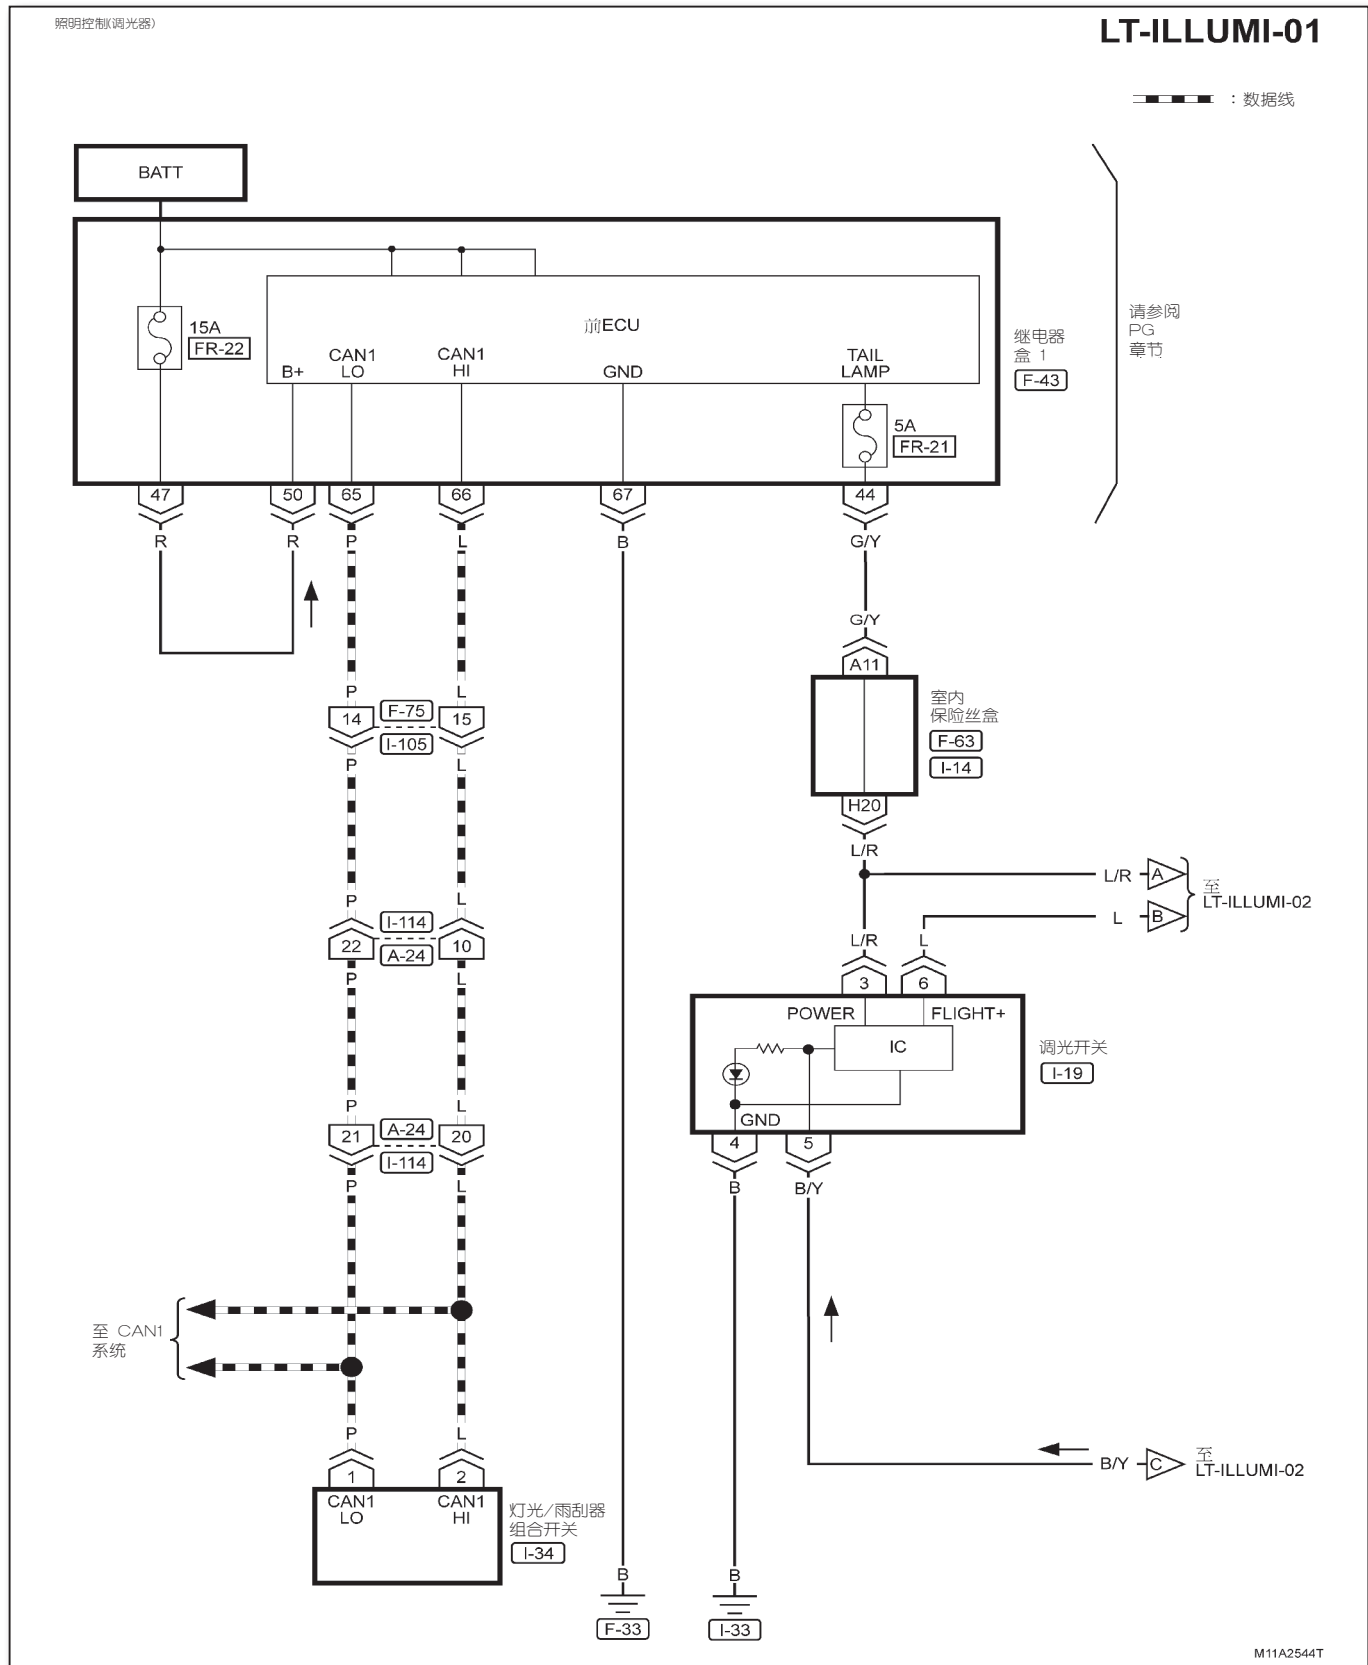 照明控制(调光器)
LT-ILLUMI-01
: 数据线
BATT
15A
FR-22
前ECU
B+
CAN1
LO
CAN1
HI
GND
TAIL
LAMP
5A
FR-21
继电器
盒 1
F-43
请参阅
PG
章节
47
50
65
66
67
44
R
R
P
L
B
G/Y
G/Y
A11
P
L
14
F-75
15
I-105
P
L
室内
保险丝盒
F-63
I-14
H20
L/R
L/R
A
至
LT-ILLUMI-02
L
B
P
L
I-114
22
10
A-24
P
L
L/R
L
3
6
POWER
FLIGHT+
IC
GND
调光开关
I-19
4
5
B
B/Y
P
L
21
A-24
20
I-114
P
L
至 CAN1
系统
P
L
1
2
CAN1
LO
CAN1
HI
灯光/雨刮器
组合开关
I-34
B/Y
C
至
LT-ILLUMI-02
B
F-33
B
I-33
M11A2544T